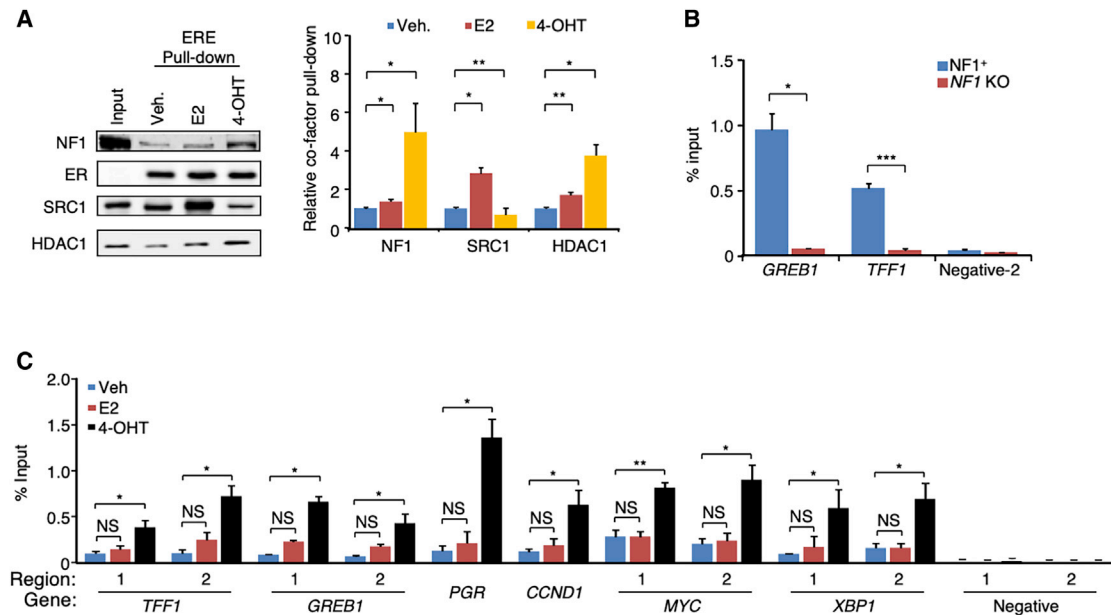 A
ERE
Pull-down
Input
Veh.
E2
4-OHT
NF1
ER
SRC1
HDAC1
Veh. E2 4-OHT
Relative co-factor pull-down
10
8
6
4
2
0
* ** *
* * **
NF1 SRC1 HDAC1
B
NF1+
NF1 KO
% input
1.5
1.0
0.5
0
*
***
GREB1 TFF1 Negative-2
C
Veh
E2
4-OHT
% Input
2.0
1.5
1.0
0.5
0
* * * * * * ** * * *
NS NS NS NS NS NS NS NS NS NS
Region: 1 2 1 2 1 2 1 2 1 2
Gene: TFF1 GREB1 PGR CCND1 MYC XBP1 Negative